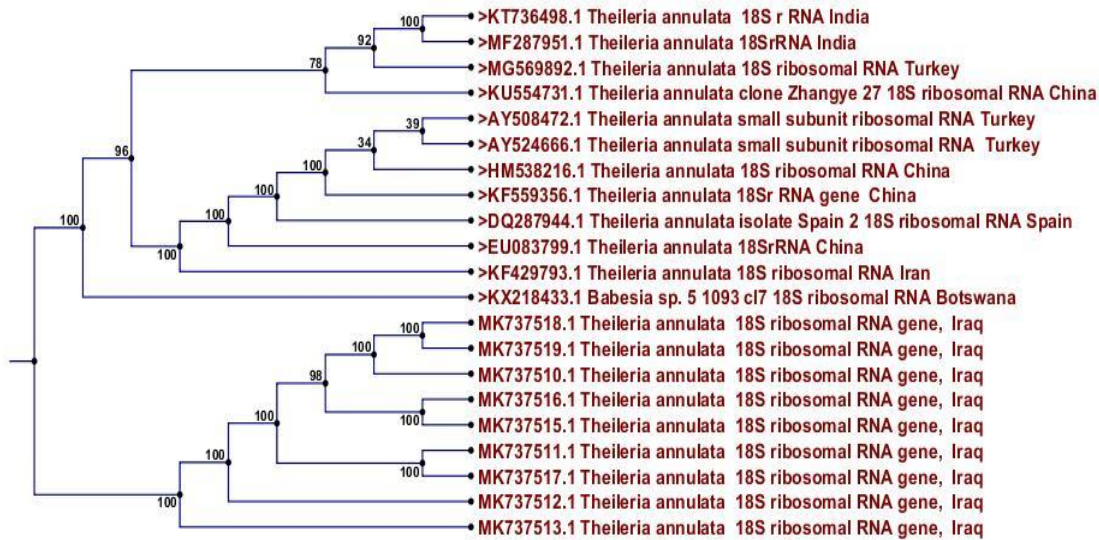 100 >KT736498.1 Theileria annulata 18S r RNA India
92 >MF287951.1 Theileria annulata 18SrRNA India
78 >MG569892.1 Theileria annulata 18S ribosomal RNA Turkey
>KU554731.1 Theileria annulata clone Zhangye 27 18S ribosomal RNA China
39 >AY508472.1 Theileria annulata small subunit ribosomal RNA Turkey
96 34 >AY524666.1 Theileria annulata small subunit ribosomal RNA Turkey
100 >HM538216.1 Theileria annulata 18S ribosomal RNA China
100 >KF559356.1 Theileria annulata 18Sr RNA gene China
100 100 >DQ287944.1 Theileria annulata isolate Spain 2 18S ribosomal RNA Spain
100 >EU083799.1 Theileria annulata 18SrRNA China
>KF429793.1 Theileria annulata 18S ribosomal RNA Iran
>KX218433.1 Babesia sp. 5 1093 cl7 18S ribosomal RNA Botswana
100 MK737518.1 Theileria annulata 18S ribosomal RNA gene, Iraq
100 MK737519.1 Theileria annulata 18S ribosomal RNA gene, Iraq
98 MK737510.1 Theileria annulata 18S ribosomal RNA gene, Iraq
MK737516.1 Theileria annulata 18S ribosomal RNA gene, Iraq
100 100 MK737515.1 Theileria annulata 18S ribosomal RNA gene, Iraq
100 MK737511.1 Theileria annulata 18S ribosomal RNA gene, Iraq
100 MK737517.1 Theileria annulata 18S ribosomal RNA gene, Iraq
100 MK737512.1 Theileria annulata 18S ribosomal RNA gene, Iraq
MK737513.1 Theileria annulata 18S ribosomal RNA gene, Iraq